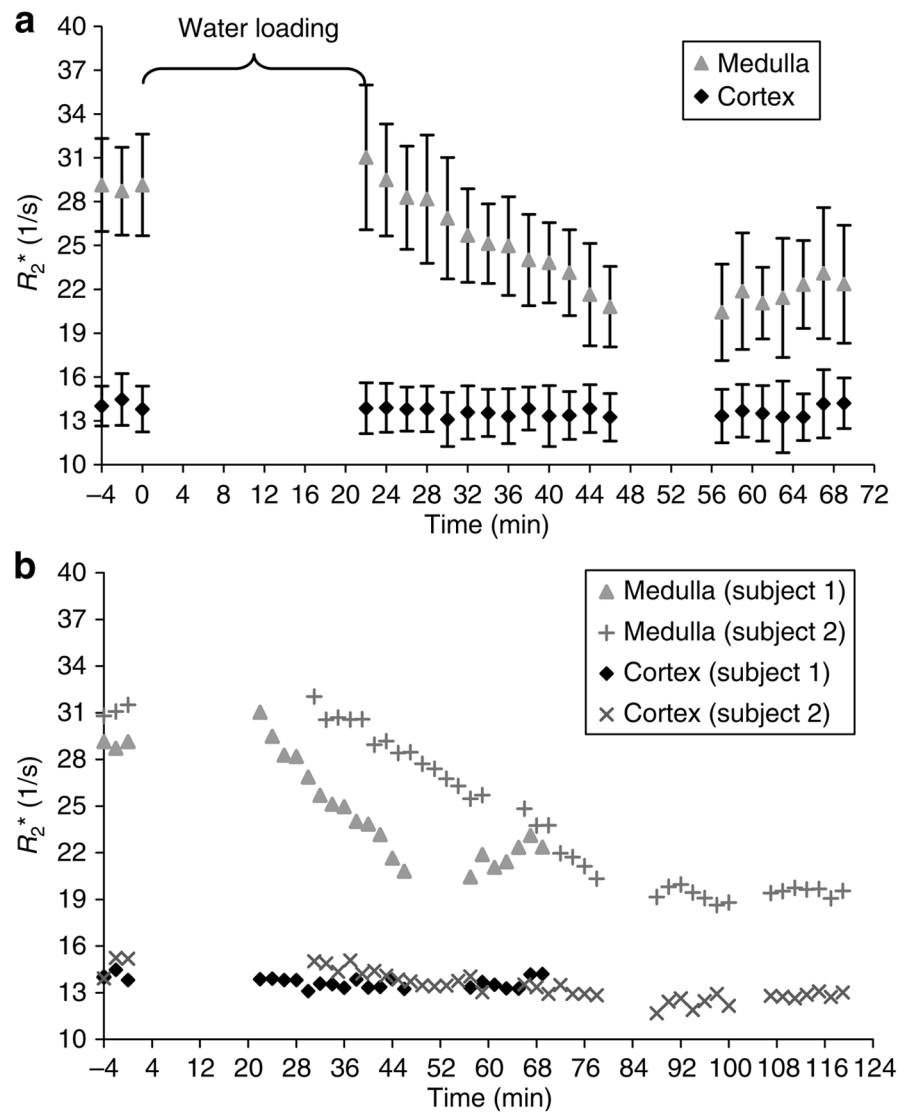 a
Water loading
Medulla
Cortex
40
37
34
31
28
25
22
19
16
13
10
R2* (1/s)
–4 0 4 8 12 16 20 24 28 32 36 40 44 48 52 56 60 64 68 72
Time (min)
b
Medulla (subject 1)
Medulla (subject 2)
Cortex (subject 1)
Cortex (subject 2)
40
37
34
31
28
25
22
19
16
13
10
R2* (1/s)
–4 4 12 20 28 36 44 52 60 68 76 84 92 100 108 116 124
Time (min)